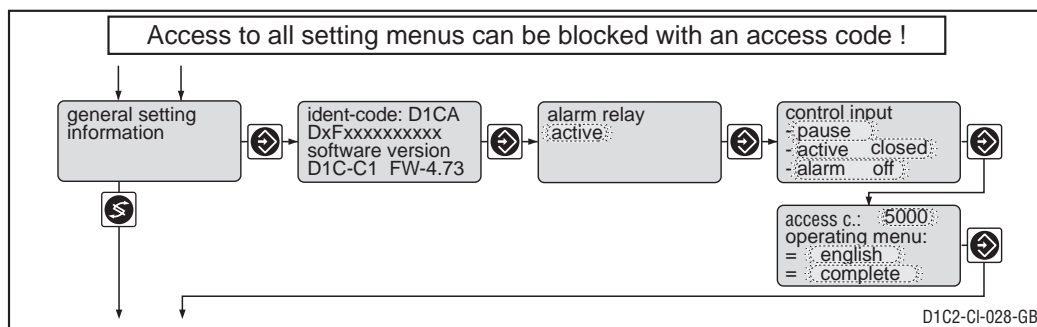 Access to all setting menus can be blocked with an access code !
general setting
information
ident-code: D1CA
DxFxxxxxxxxxx
software version
D1C-C1 FW-4.73
alarm relay
active
control input
- pause
- active closed
- alarm off
access c.: 5000
operating menu:
= english
= complete
D1C2-CI-028-GB